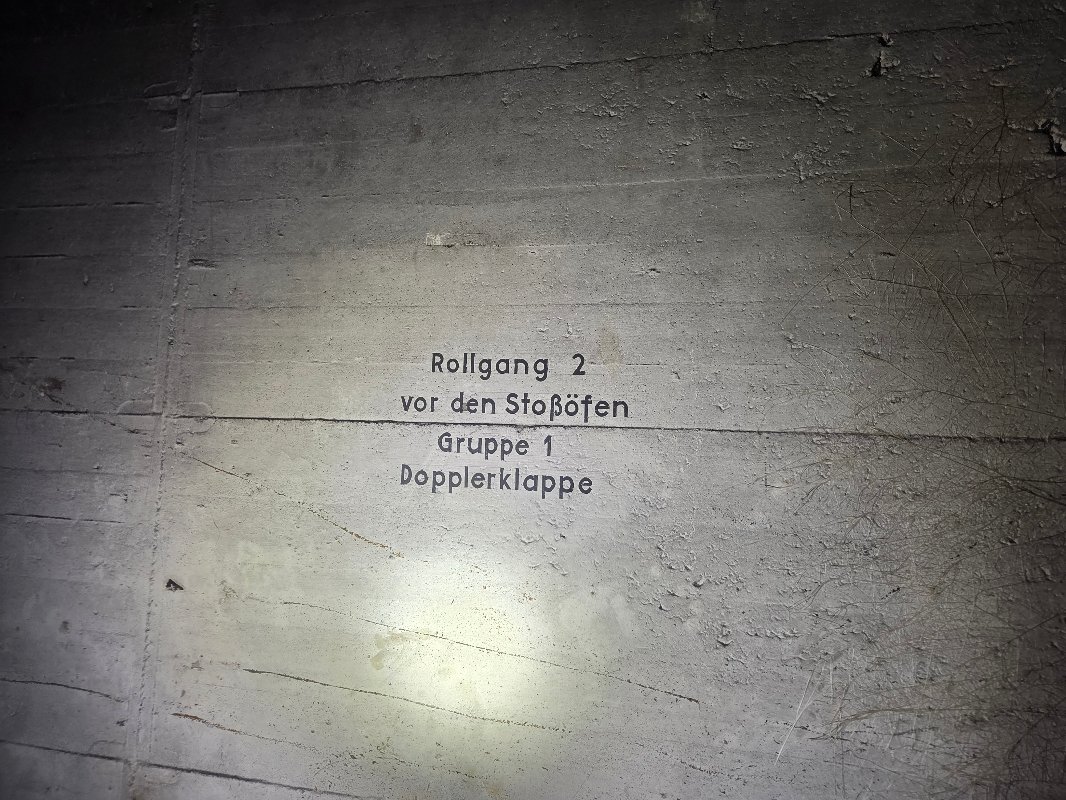 Rollgang 2
vor den Stoßöfen
Gruppe 1
Dopplerklappe